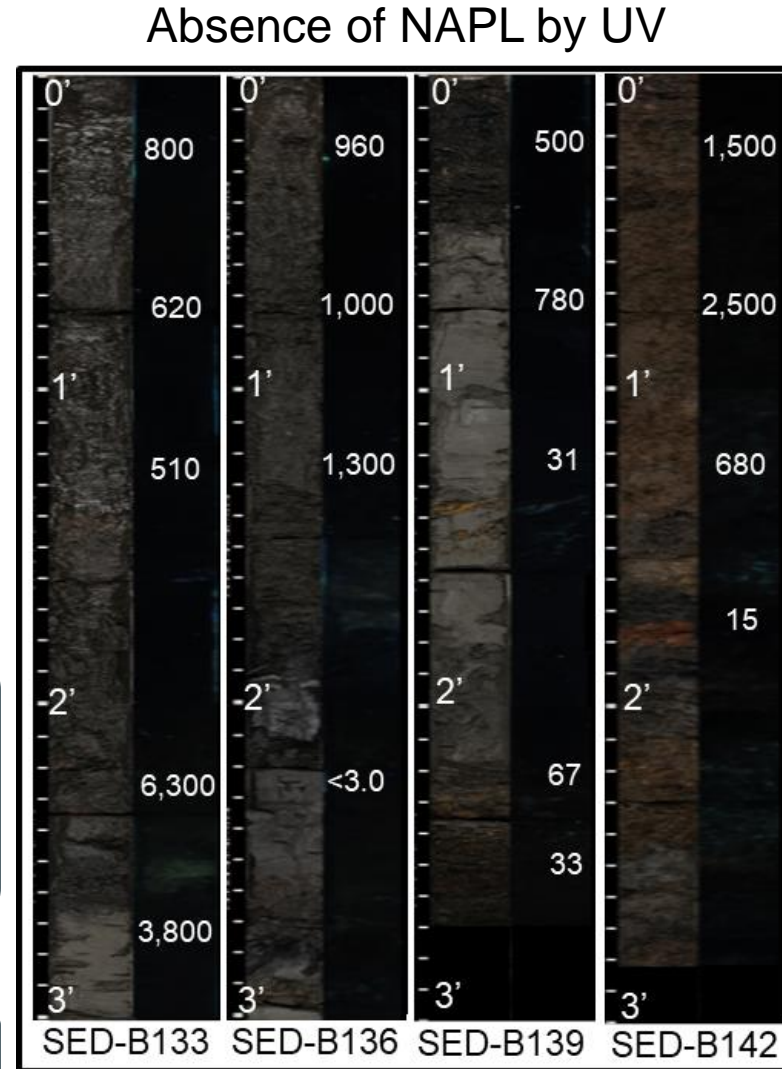 Absence of NAPL by UV
0’ 0’ 0’ 0’
800 960 500 1,500
620 1,000 780 2,500
1’ 1’ 1’ 1’
510 1,300 31 680
15
2’ 2’ 2’ 2’
6,300 <3.0 67
33
3,800
3’ 3’ 3’ 3’
SED-B133 SED-B136 SED-B139 SED-B142